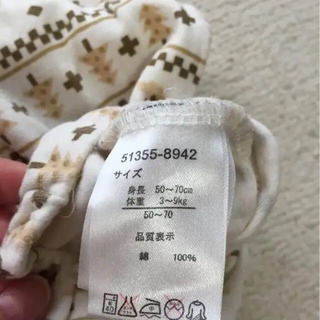 51355-8942
サイズ
身長 50～70cm
体重 3～9kg
50～70
品質表示
綿 100%